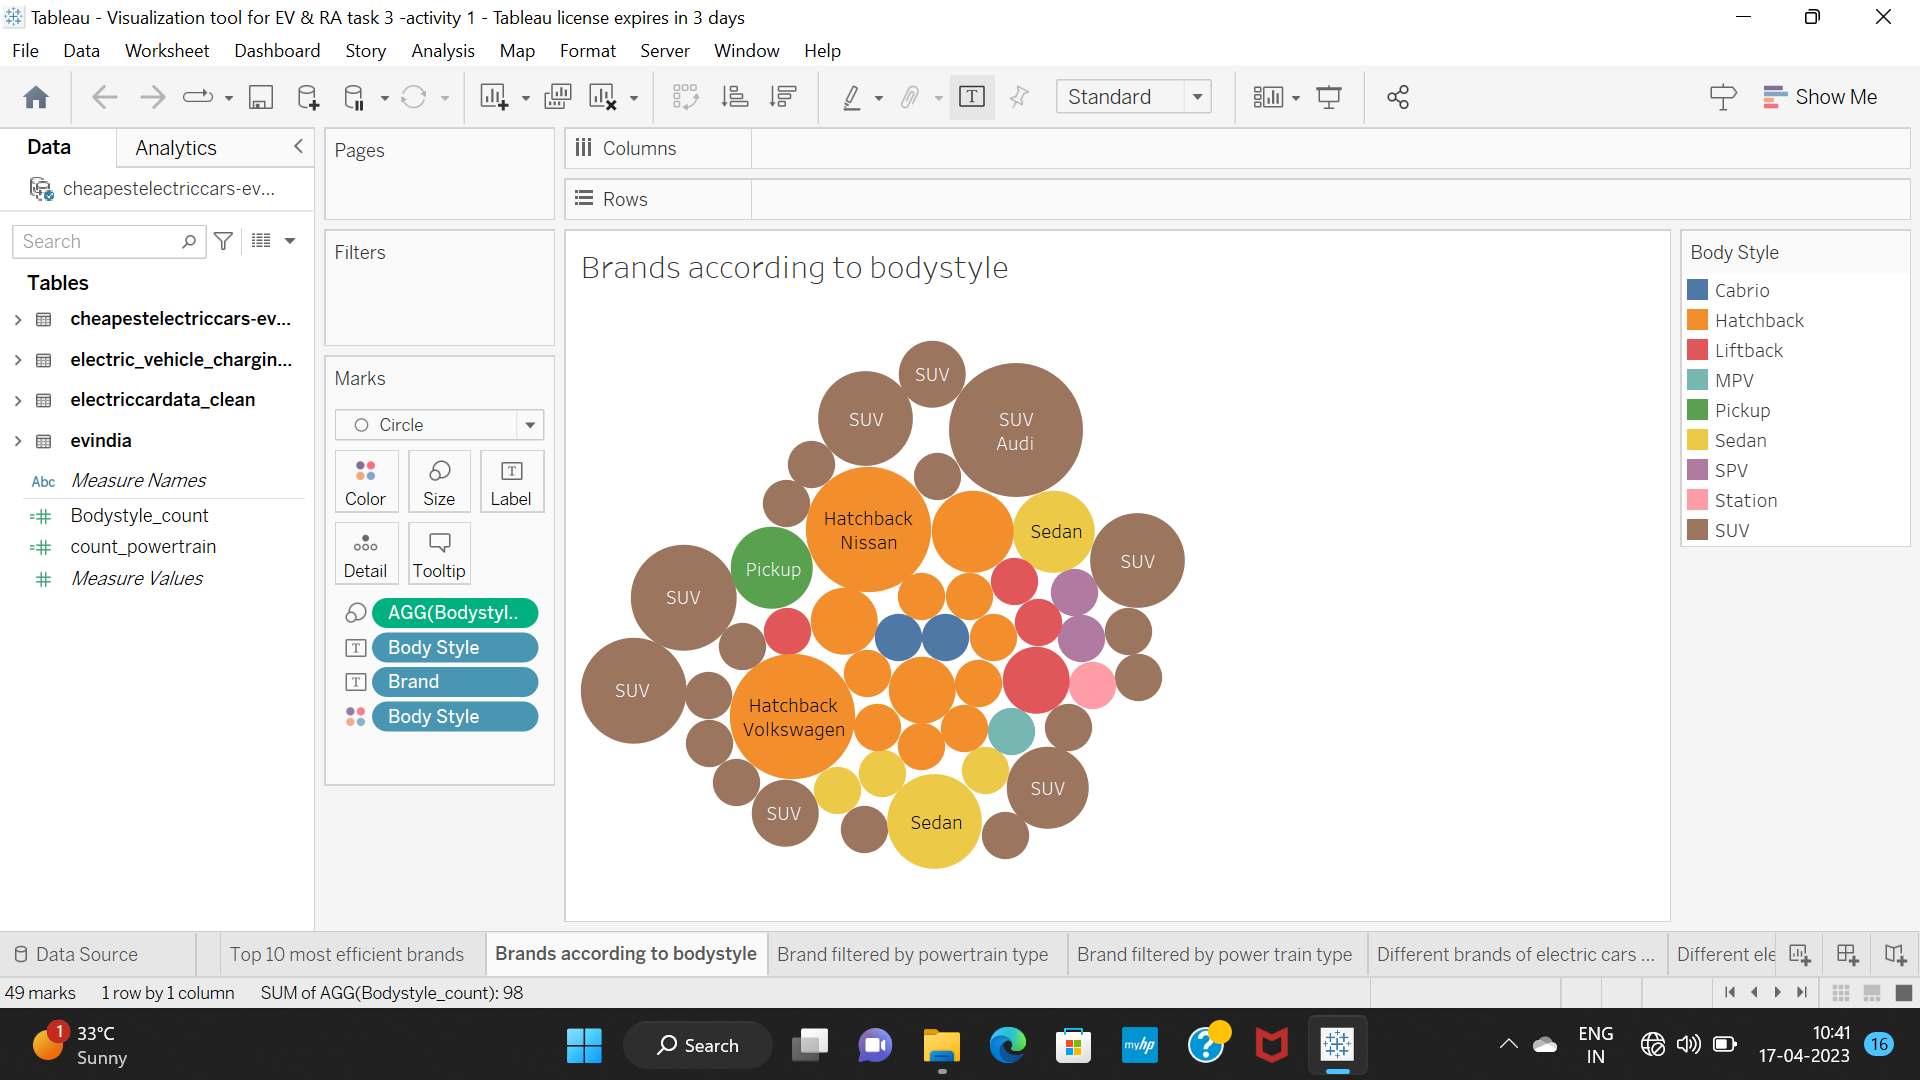 Tableau - Visualization tool for EV & RA task 3 -activity 1 - Tableau license expires in 3 days
File Data Worksheet Dashboard Story Analysis Map Format Server Window Help
Standard
Show Me
Data
Analytics
cheapestelectriccars-ev...
Search
Tables
cheapestelectriccars-ev...
electric_vehicle_chargin...
electriccardata_clean
evindia
Abc Measure Names
Bodystyle_count
count_powertrain
Measure Values
Pages
Filters
Marks
Circle
Color
Size
T
Label
Detail
Tooltip
AGG(Bodystyl..
T Body Style
T Brand
Body Style
Columns
Rows
Brands according to bodystyle
SUV
SUV
SUV
Audi
Hatchback
Nissan
Sedan
SUV
Pickup
SUV
SUV
Hatchback
Volkswagen
SUV
SUV
Sedan
Body Style
Cabrio
Hatchback
Liftback
MPV
Pickup
Sedan
SPV
Station
SUV
Data Source
Top 10 most efficient brands
Brands according to bodystyle
Brand filtered by powertrain type
Brand filtered by power train type
Different brands of electric cars ...
Different ele
49 marks 1 row by 1 column SUM of AGG(Bodystyle_count): 98
1
33°C
Sunny
Search
myhp
ENG
IN
10:41
17-04-2023
16